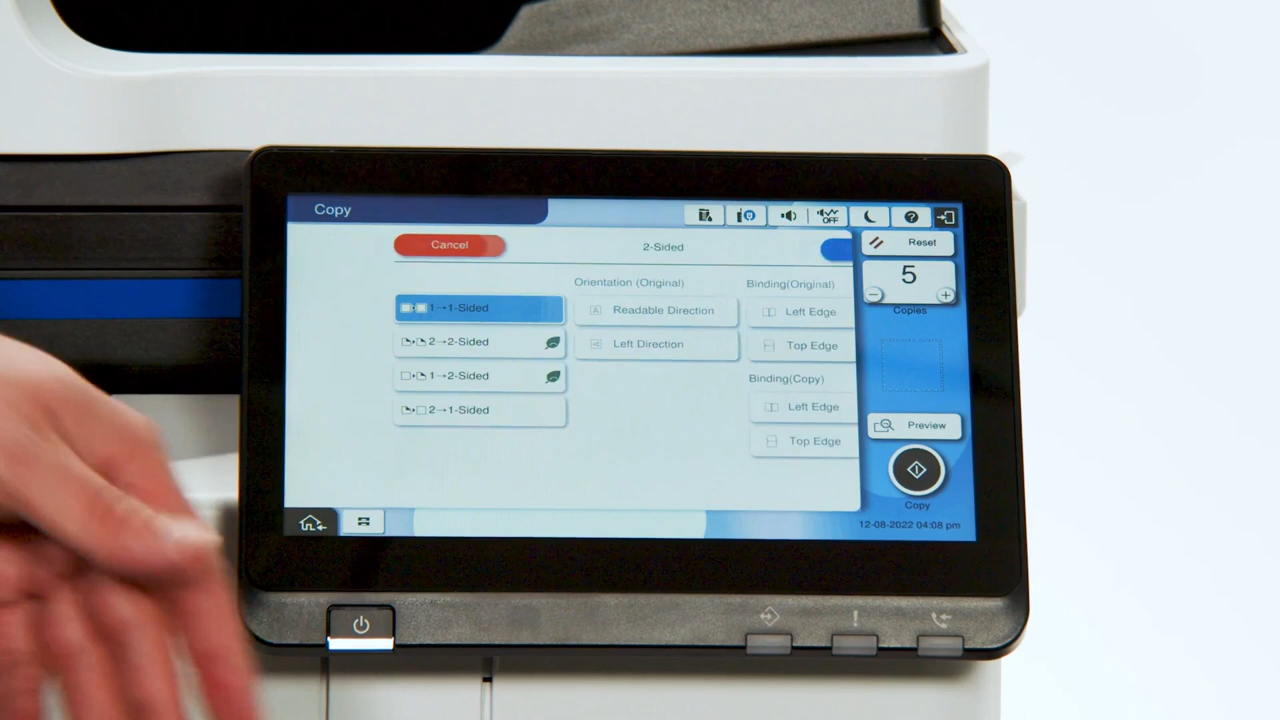 Copy
OFF
?
Cancel
2-Sided
Reset
5
Copies
Orientation (Original)
Binding(Original)
1→1-Sided
Readable Direction
Left Edge
2→2-Sided
Left Direction
Top Edge
1→2-Sided
Binding(Copy)
2→1-Sided
Left Edge
Top Edge
Preview
Copy
12-08-2022 04:08 pm